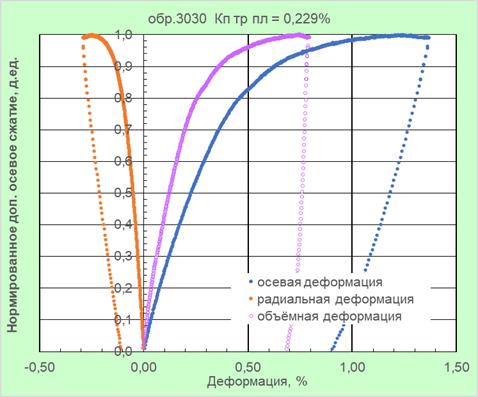 обр.3030 Кп тр пл = 0,229%
Нормированное доп. осевое сжатие, д.ед.
1,0
0,9
0,8
0,7
0,6
0,5
0,4
0,3
0,2
0,1
0,0
осевая деформация
радиальная деформация
объёмная деформация
-0,50 0,00 0,50 1,00 1,50
Деформация, %